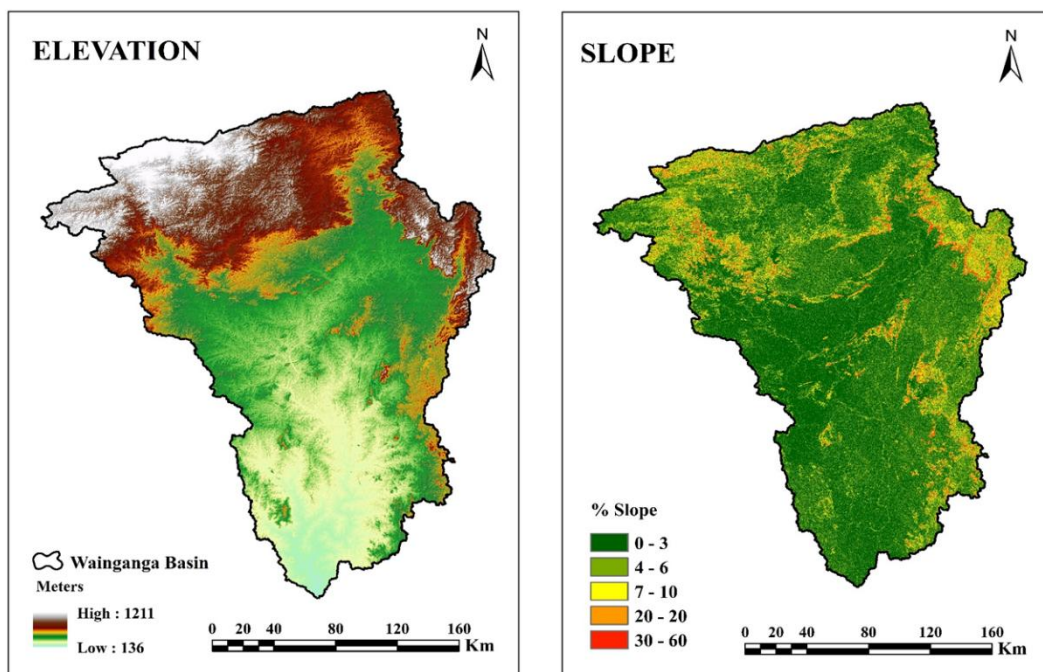 ELEVATION
N
Wainganga Basin
Meters
High : 1211
Low : 136
0 20 40 80 120 160
Km
SLOPE
N
% Slope
0 - 3
4 - 6
7 - 10
20 - 20
30 - 60
0 20 40 80 120 160
Km